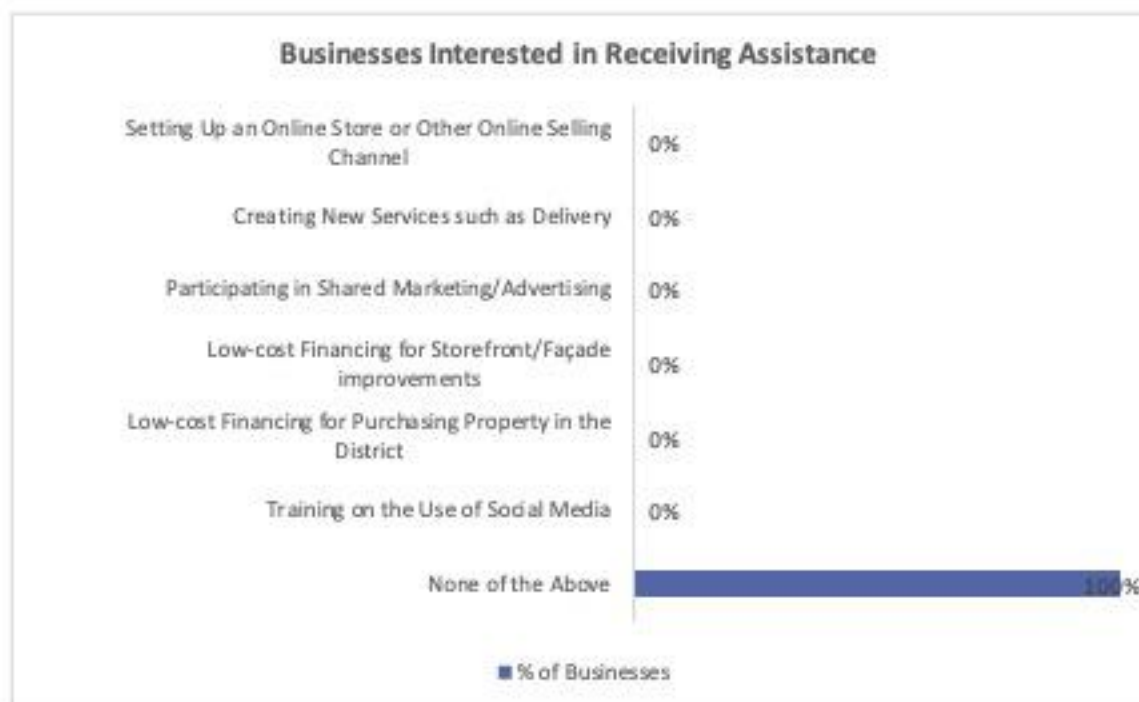 Businesses Interested in Receiving Assistance
Setting Up an Online Store or Other Online Selling
Channel
0%
Creating New Services such as Delivery
0%
Participating in Shared Marketing/Advertising
0%
Low-cost Financing for Storefront/Façade
improvements
0%
Low-cost Financing for Purchasing Property in the
District
0%
Training on the Use of Social Media
0%
None of the Above
100%
% of Businesses